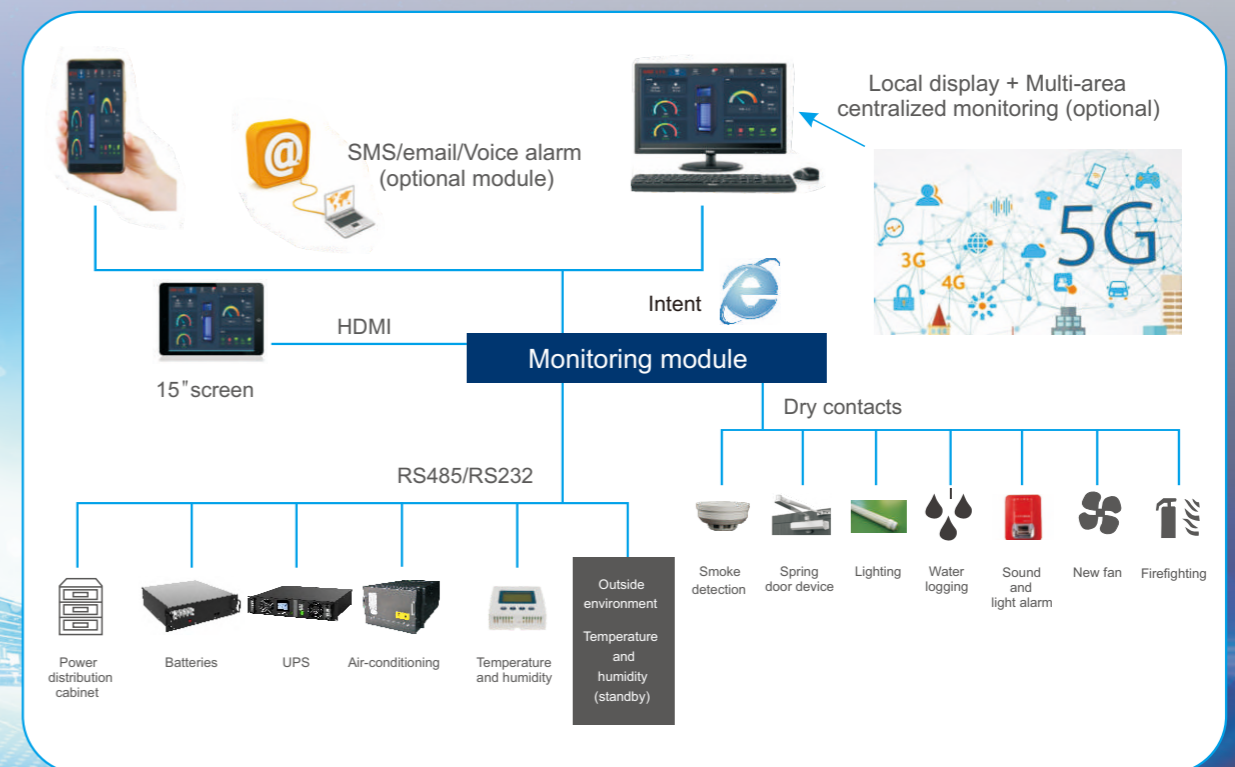 Local display + Multi-area
centralized monitoring (optional)
SMS/email/Voice alarm
(optional module)
@
5G
3G
4G
Intent
HDMI
Monitoring module
15"screen
Dry contacts
RS485/RS232
Smoke
detection
Spring
door device
Lighting
Water
logging
Sound
and
light alarm
New fan
Firefighting
Power
distribution
cabinet
Batteries
UPS
Air-conditioning
Temperature
and humidity
Outside
environment
Temperature
and
humidity
(standby)